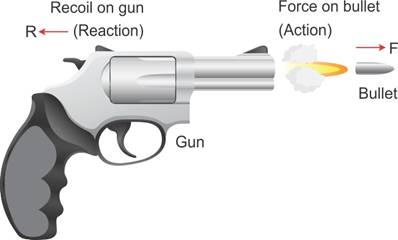 Recoil on gun
R (Reaction)
Force on bullet
(Action)
F
Bullet
Gun